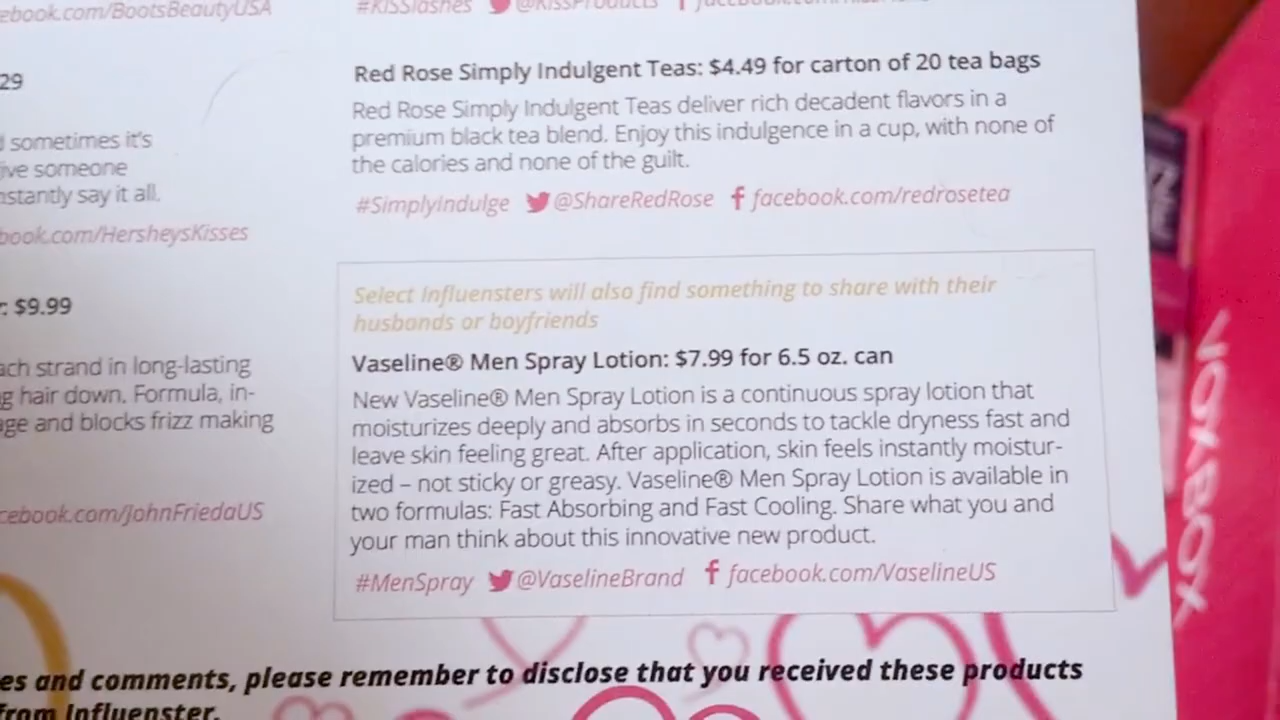 ebook.com/BootsBeautyUSA
29
d sometimes it's
ive someone
nstantly say it all.
book.com/HersheysKisses
: $9.99
ach strand in long-lasting
g hair down. Formula, in-
age and blocks frizz making
cebook.com/JohnFriedaUS
#KISSlashes @KissProducts
Red Rose Simply Indulgent Teas: $4.49 for carton of 20 tea bags
Red Rose Simply Indulgent Teas deliver rich decadent flavors in a
premium black tea blend. Enjoy this indulgence in a cup, with none of
the calories and none of the guilt.
#SimplyIndulge @ShareRedRose facebook.com/redrosetea
Select Influensters will also find something to share with their
husbands or boyfriends
Vaseline® Men Spray Lotion: $7.99 for 6.5 oz. can
New Vaseline® Men Spray Lotion is a continuous spray lotion that
moisturizes deeply and absorbs in seconds to tackle dryness fast and
leave skin feeling great. After application, skin feels instantly moistur-
ized – not sticky or greasy. Vaseline® Men Spray Lotion is available in
two formulas: Fast Absorbing and Fast Cooling. Share what you and
your man think about this innovative new product.
#MenSpray @VaselineBrand facebook.com/VaselineUS
es and comments, please remember to disclose that you received these products
from Influenster.
VOXBOX